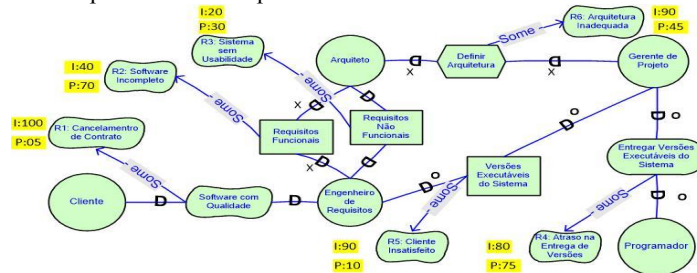 I:20
P:30
R3: Sistema
sem
Usabilidade
Some
R6: Arquitetura
Inadequada
I:90
P:45
Arquiteto
D
X
Definir
Arquitetura
D
X
Gerente de
Projeto
I:40
P:70
R2: Software
Incompleto
Some
Some
X
D
D
Requisitos
Funcionais
Requisitos
Não
Funcionais
X
D
D
D
O
D
O
I:100
P:05
R1: Cancelamento
de Contrato
Some
Versões
Executáveis
do Sistema
Entregar Versões
Executáveis do
Sistema
Cliente
D
Software com
Qualidade
D
Engenheiro
de
Requisitos
D
O
Some
Some
D
O
I:90
P:10
R5: Cliente
Insatisfeito
I:80
P:75
R4: Atraso na
Entrega de
Versões
Programador